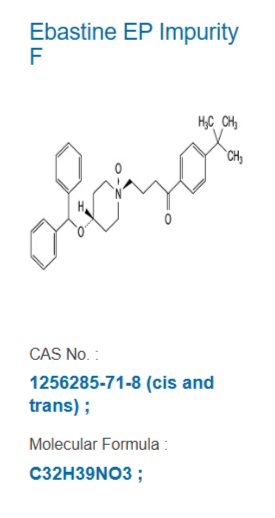 Ebastine EP Impurity
F
H₃C CH₃
CH₃
O
N
H
O
O
CAS No. :
1256285-71-8 (cis and
trans) ;
Molecular Formula :
C32H39NO3 ;